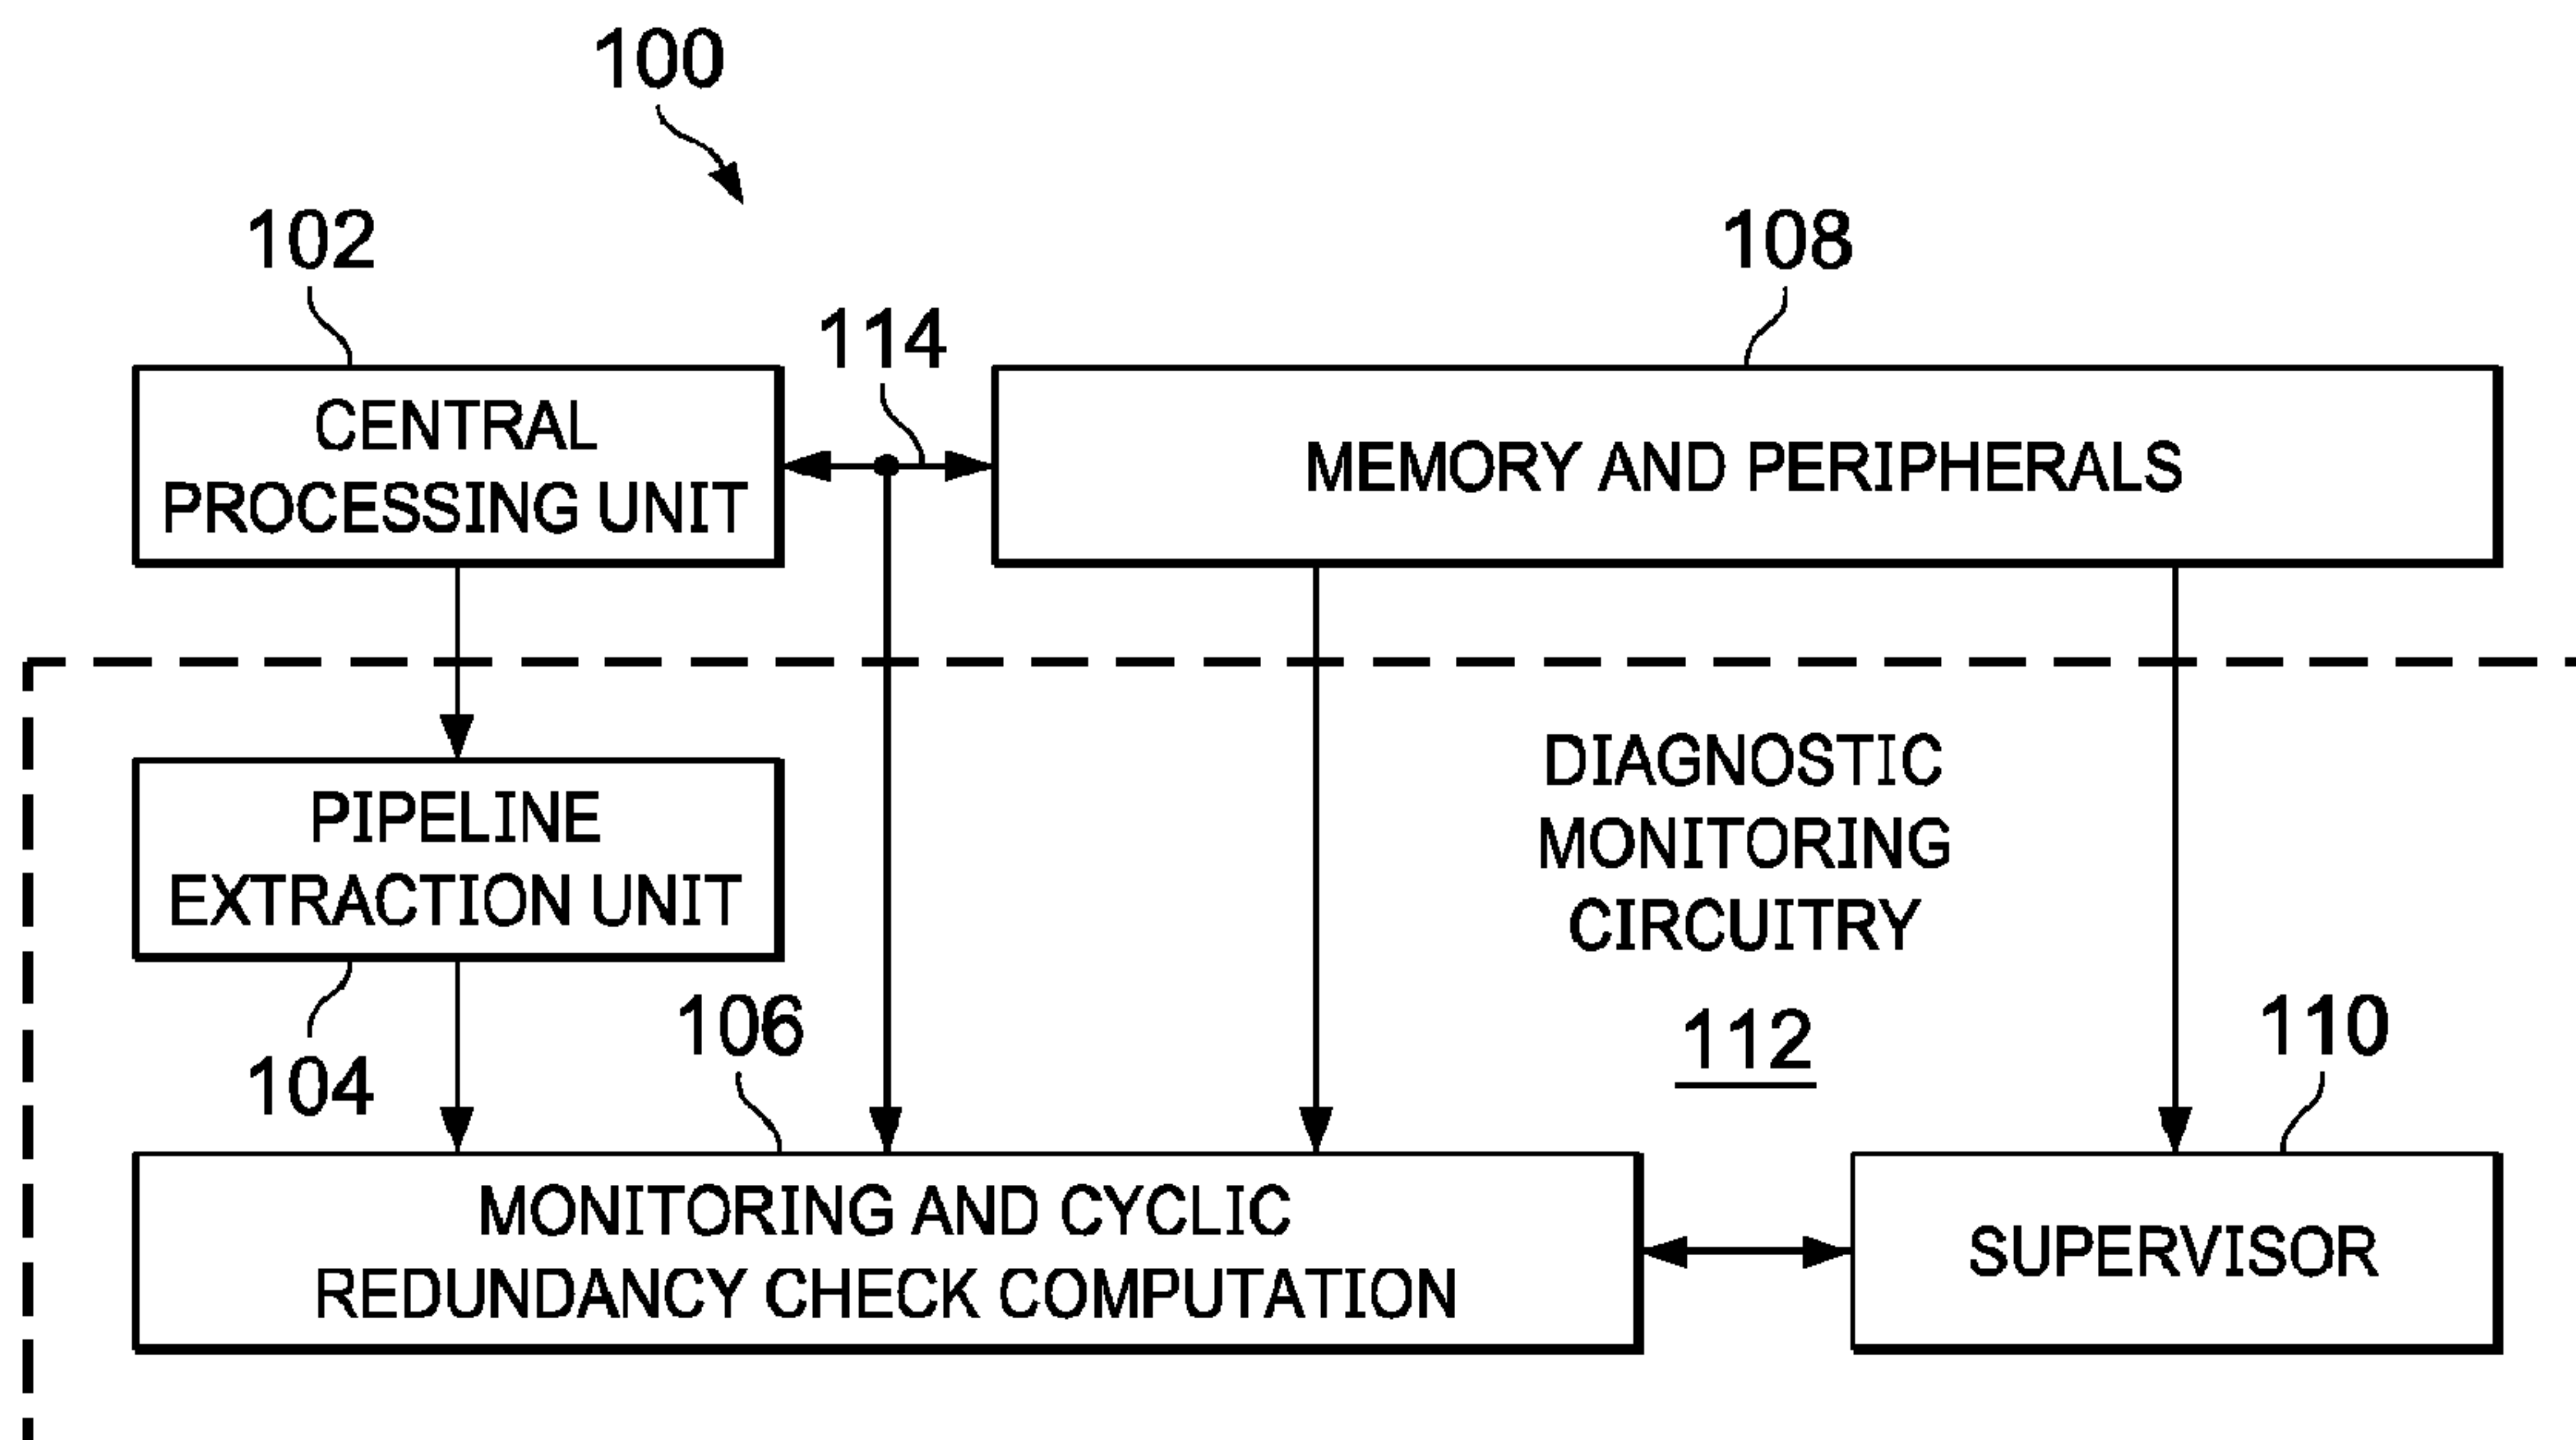 100
102
108
114
CENTRAL
PROCESSING UNIT
MEMORY AND PERIPHERALS
PIPELINE
EXTRACTION UNIT
DIAGNOSTIC
MONITORING
CIRCUITRY
104
106
112
110
MONITORING AND CYCLIC
REDUNDANCY CHECK COMPUTATION
SUPERVISOR